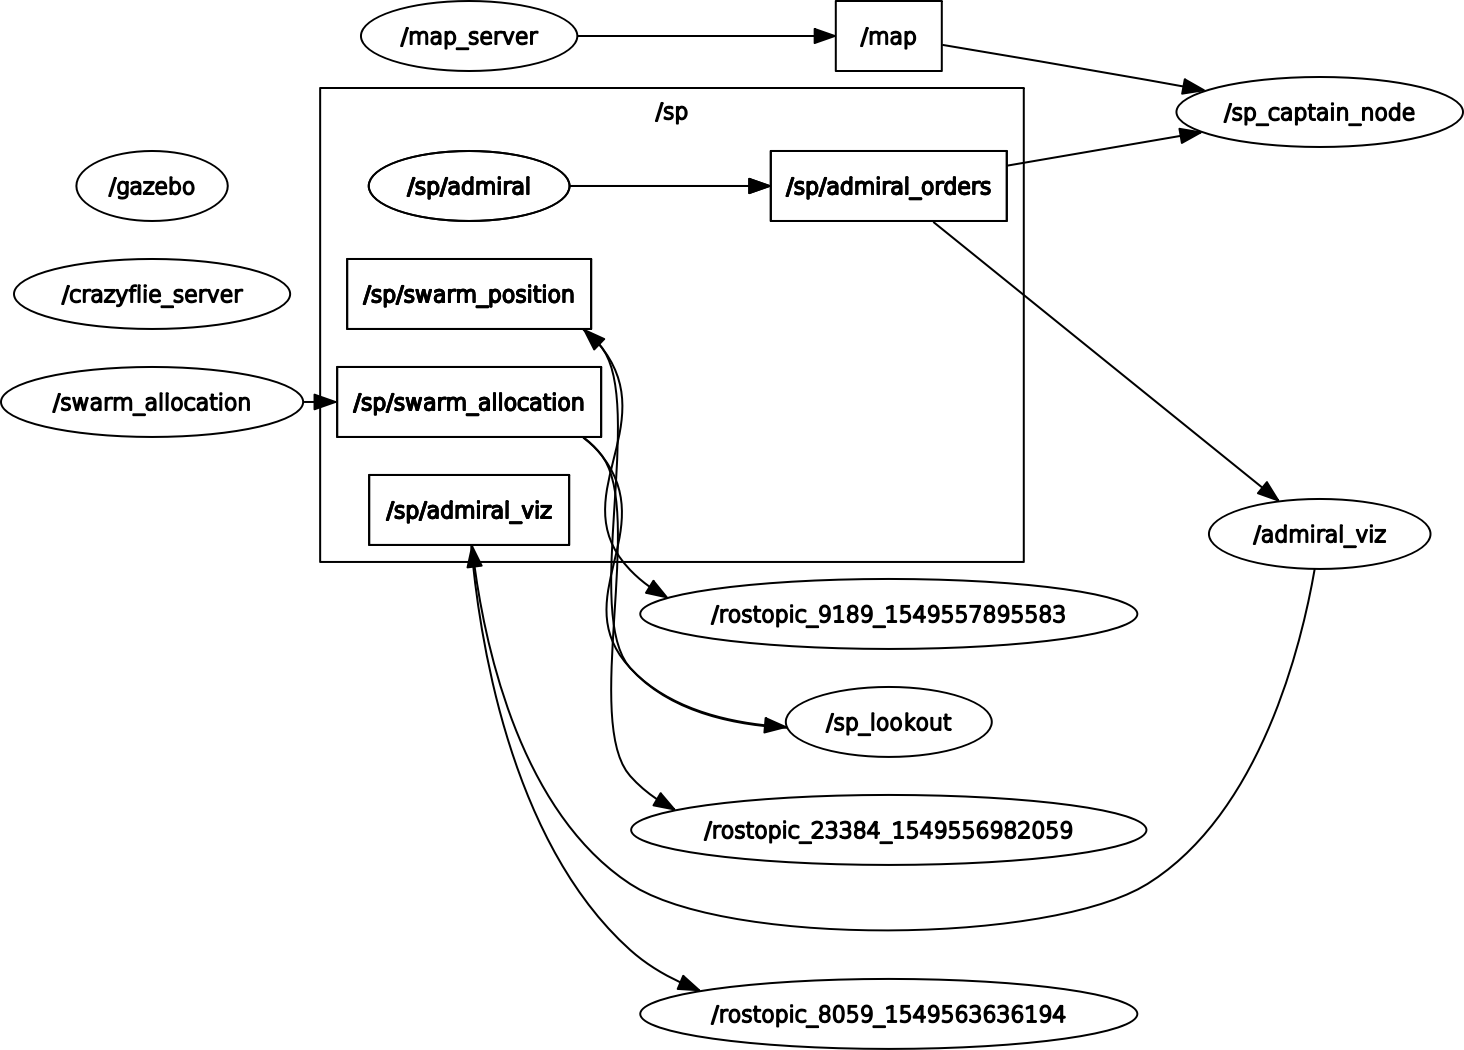 /map_server
/map
/sp
/sp_captain_node
/gazebo
/sp/admiral
/sp/admiral_orders
/crazyflie_server
/sp/swarm_position
/swarm_allocation
/sp/swarm_allocation
/sp/admiral_viz
/admiral_viz
/rostopic_9189_1549557895583
/sp_lookout
/rostopic_23384_1549556982059
/rostopic_8059_1549563636194